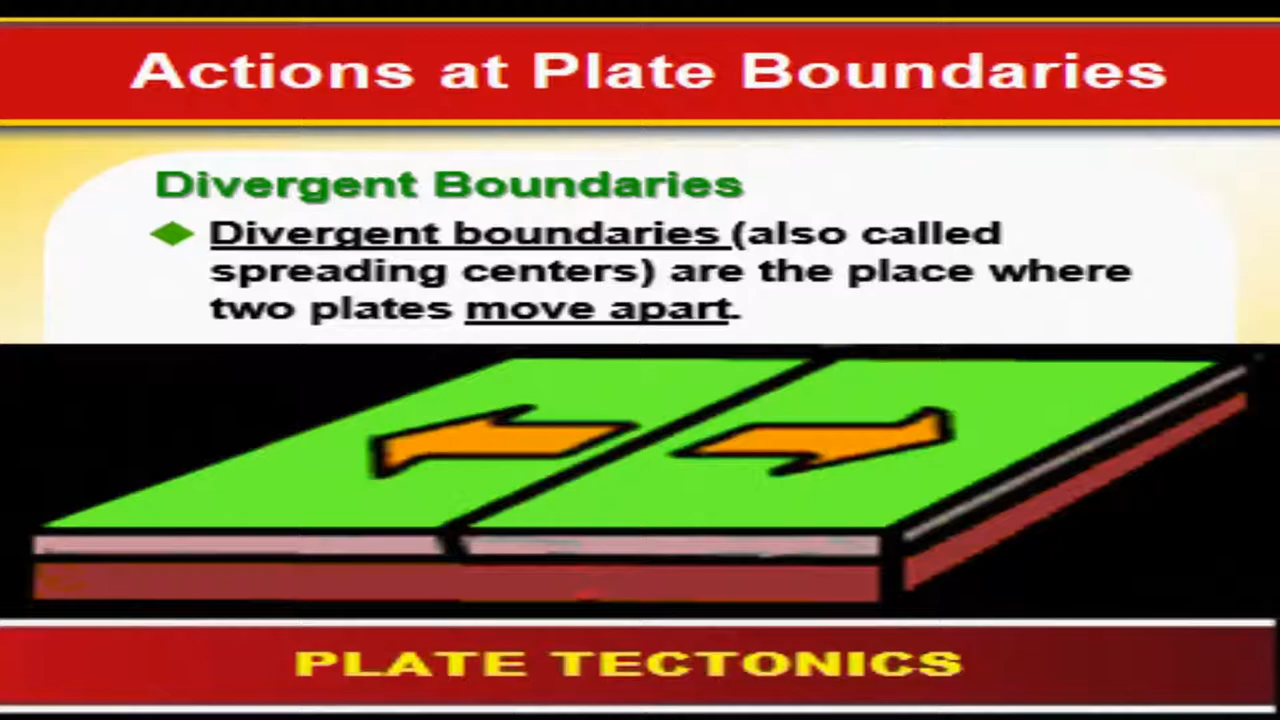 Actions at Plate Boundaries
Divergent Boundaries
Divergent boundaries (also called
spreading centers) are the place where
two plates move apart.
PLATE TECTONICS